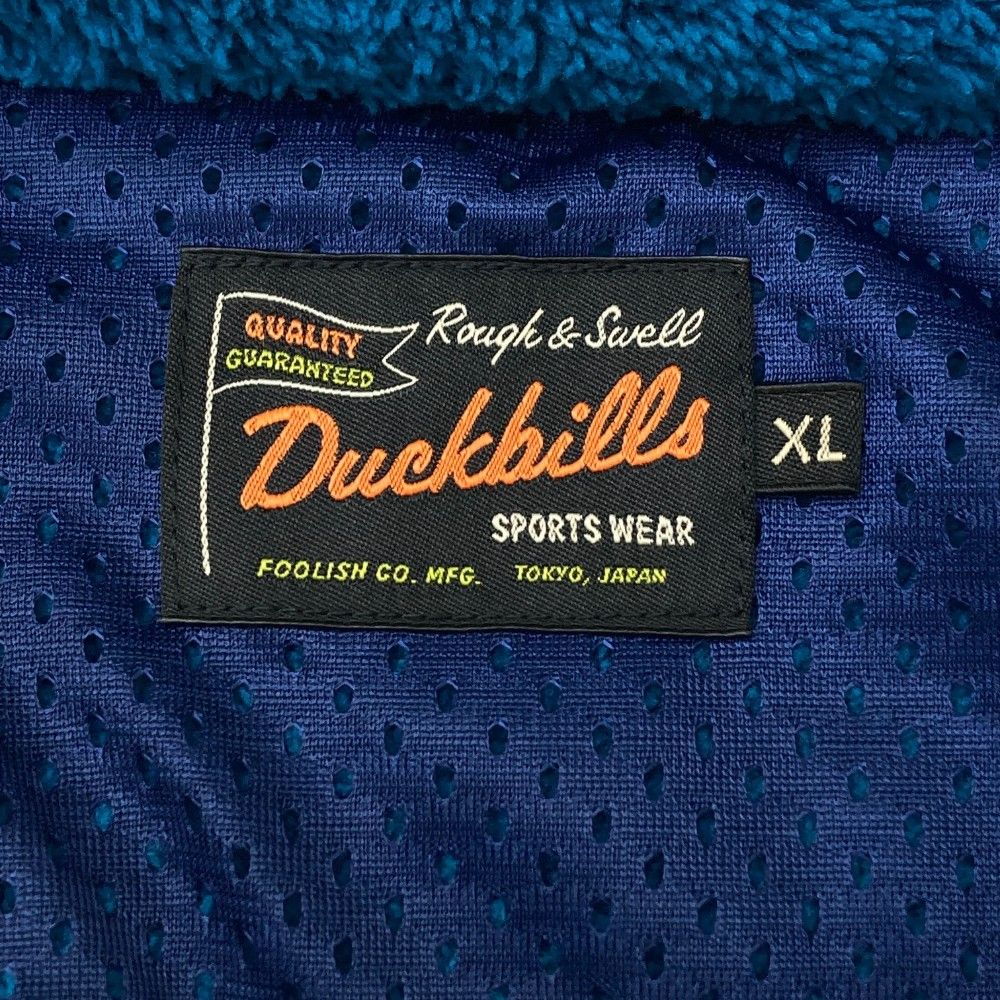 QUALITY
GUARANTEED
Rough & Swell
Duckbills
SPORTS WEAR
FOOLISH CO. MFG. TOKYO, JAPAN
XL